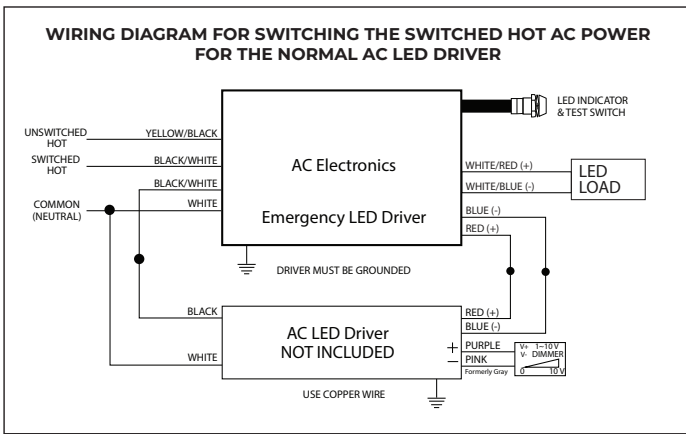 WIRING DIAGRAM FOR SWITCHING THE SWITCHED HOT AC POWER
FOR THE NORMAL AC LED DRIVER
LED INDICATOR
& TEST SWITCH
UNSWITCHED
HOT
YELLOW/BLACK
SWITCHED
HOT
BLACK/WHITE
BLACK/WHITE
COMMON
(NEUTRAL)
WHITE
AC Electronics
Emergency LED Driver
WHITE/RED (+)
WHITE/BLUE (-)
LED
LOAD
BLUE (-)
RED (+)
DRIVER MUST BE GROUNDED
BLACK
WHITE
AC LED Driver
NOT INCLUDED
RED (+)
BLUE (-)
+ PURPLE
− PINK
Formerly Gray
V+ 1~10 V
V- DIMMER
0 10 V
USE COPPER WIRE